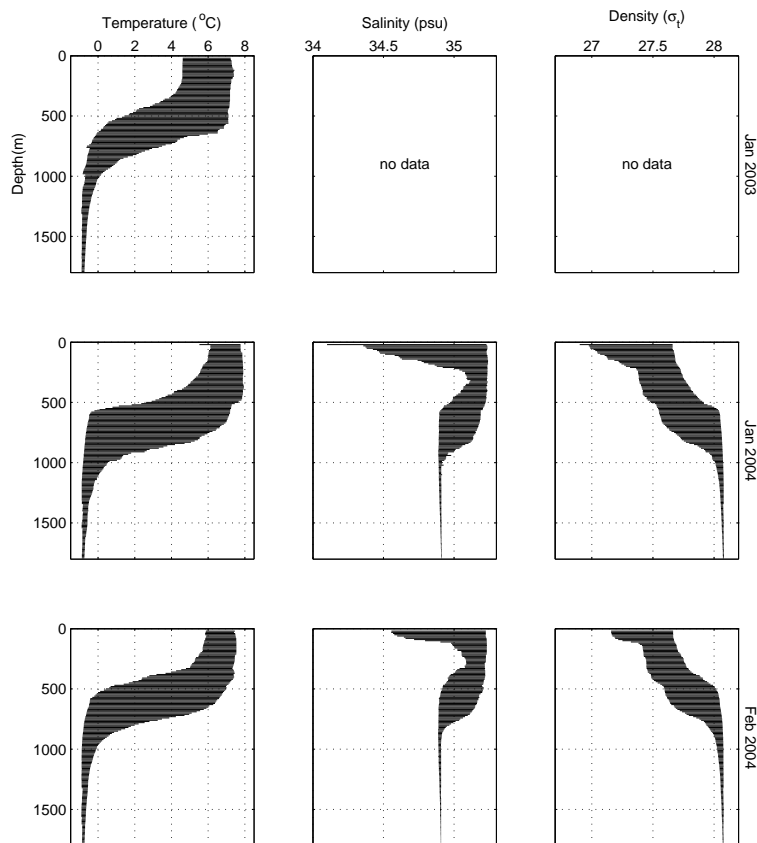 Temperature (°C)
0 2 4 6 8
Salinity (psu)
34 34.5 35
Density (σt)
27 27.5 28
Depth(m)
0
500
1000
1500
no data
no data
Jan 2003
0
500
1000
1500
Jan 2004
0
500
1000
1500
Feb 2004